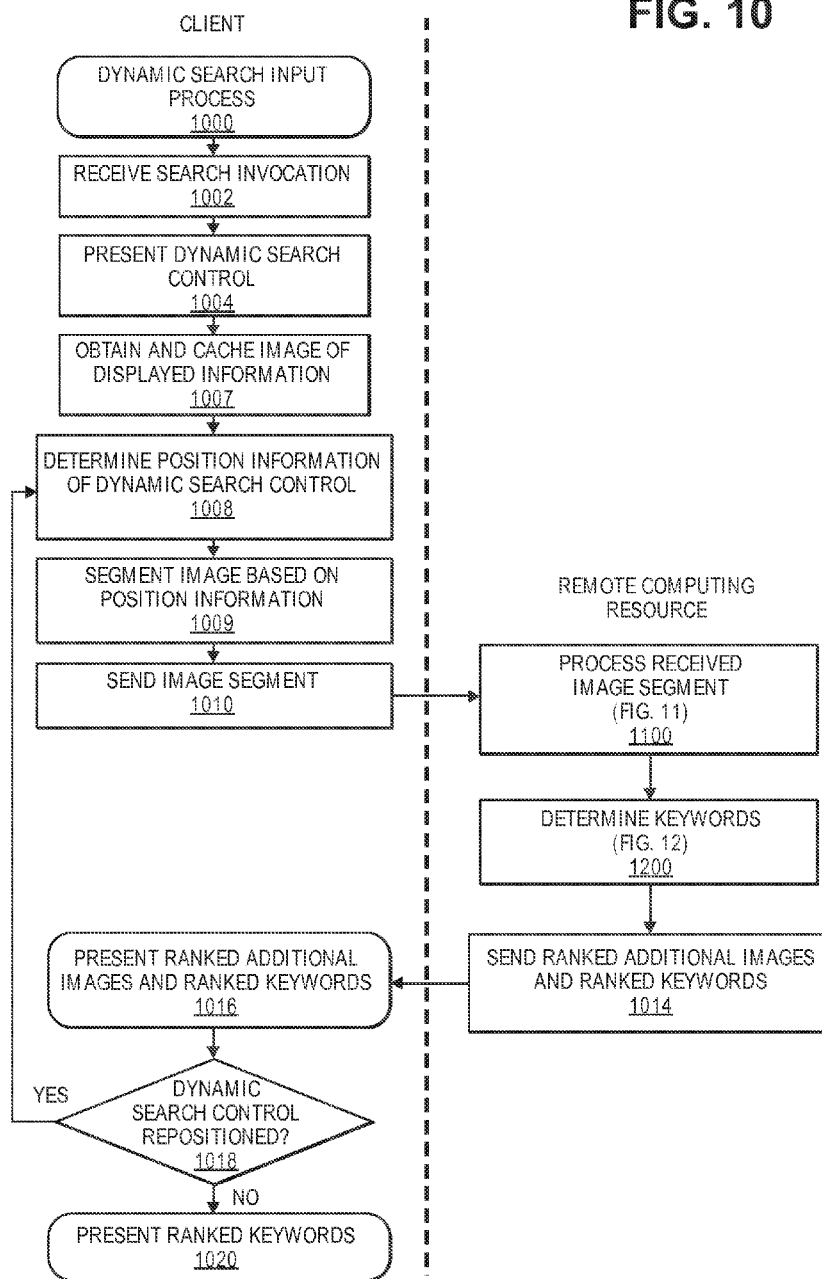 FIG. 10
CLIENT
DYNAMIC SEARCH INPUT
PROCESS
1000
RECEIVE SEARCH INVOCATION
1002
PRESENT DYNAMIC SEARCH
CONTROL
1004
OBTAIN AND CACHE IMAGE OF
DISPLAYED INFORMATION
1007
DETERMINE POSITION INFORMATION
OF DYNAMIC SEARCH CONTROL
1008
SEGMENT IMAGE BASED ON
POSITION INFORMATION
1009
SEND IMAGE SEGMENT
1010
REMOTE COMPUTING
RESOURCE
PROCESS RECEIVED
IMAGE SEGMENT
(FIG. 11)
1100
DETERMINE KEYWORDS
(FIG. 12)
1200
SEND RANKED ADDITIONAL IMAGES
AND RANKED KEYWORDS
1014
PRESENT RANKED ADDITIONAL
IMAGES AND RANKED KEYWORDS
1016
YES
DYNAMIC
SEARCH CONTROL
REPOSITIONED?
1018
NO
PRESENT RANKED KEYWORDS
1020